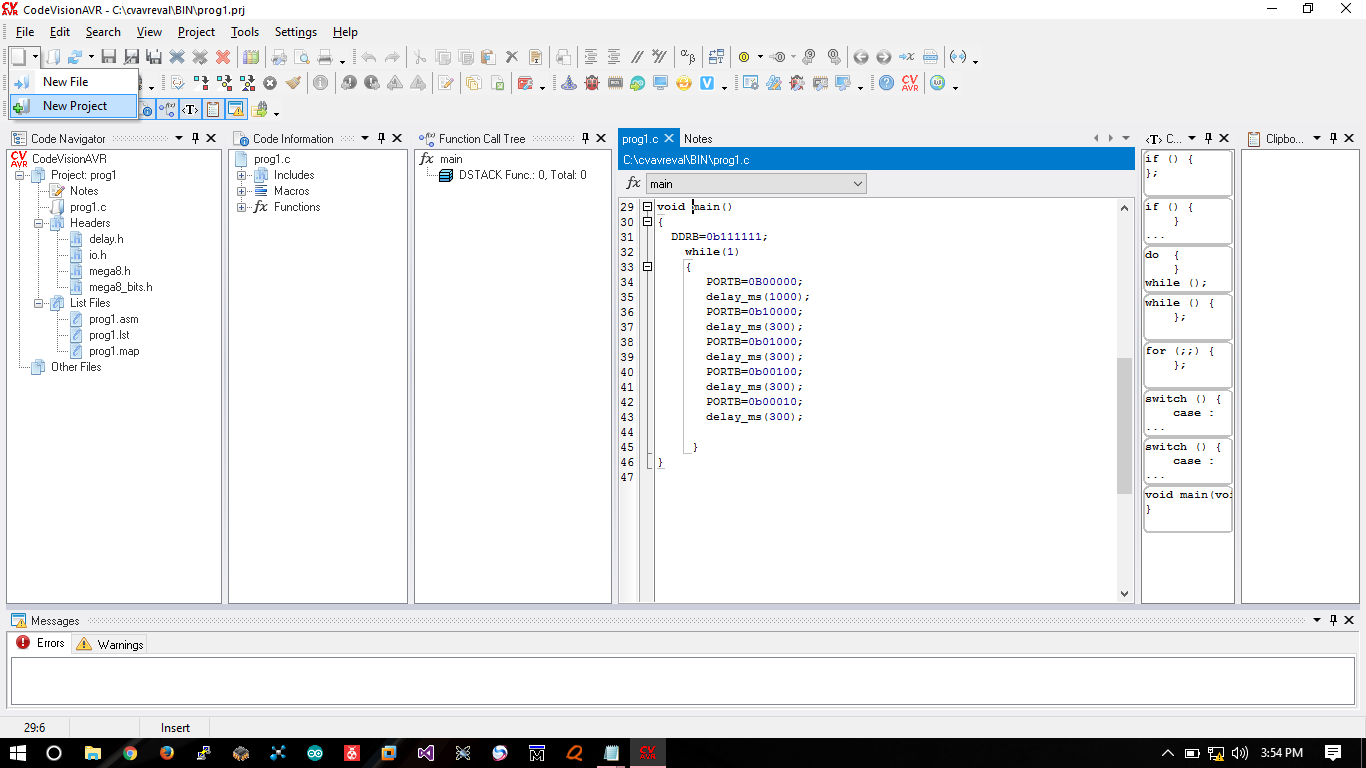 CodeVisionAVR - C:\cvavreval\BIN\prog1.prj
File Edit Search View Project Tools Settings Help
New File
New Project
Code Navigator
CodeVisionAVR
Project: prog1
Notes
prog1.c
Headers
delay.h
io.h
mega8.h
mega8_bits.h
List Files
prog1.asm
prog1.lst
prog1.map
Other Files
Code Information
prog1.c
Includes
Macros
Functions
Function Call Tree
main
DSTACK Func.: 0, Total: 0
prog1.c Notes
C:\cvavreval\BIN\prog1.c
main
29 void main()
30 {
31 DDRB=0b111111;
32 while(1)
33 {
34 PORTB=0B00000;
35 delay_ms(1000);
36 PORTB=0b10000;
37 delay_ms(300);
38 PORTB=0b01000;
39 delay_ms(300);
40 PORTB=0b00100;
41 delay_ms(300);
42 PORTB=0b00010;
43 delay_ms(300);
44
45 }
46 }
47
<T> C...
if () {
};
if () {
}
...
do {
}
while ();
while () {
};
for (;;) {
};
switch () {
case :
...
switch () {
case :
...
void main(voi
}
Clipbo...
Messages
Errors Warnings
29:6 Insert
3:54 PM